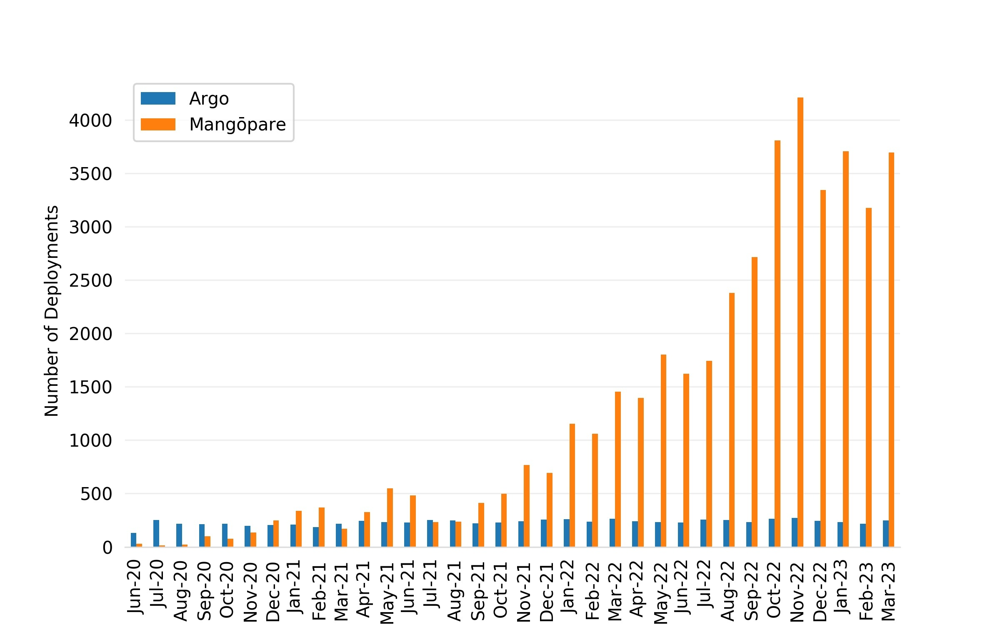 Argo
Mangōpare
Number of Deployments
4000
3500
3000
2500
2000
1500
1000
500
0
Jun-20
Jul-20
Aug-20
Sep-20
Oct-20
Nov-20
Dec-20
Jan-21
Feb-21
Mar-21
Apr-21
May-21
Jun-21
Jul-21
Aug-21
Sep-21
Oct-21
Nov-21
Dec-21
Jan-22
Feb-22
Mar-22
Apr-22
May-22
Jun-22
Jul-22
Aug-22
Sep-22
Oct-22
Nov-22
Dec-22
Jan-23
Feb-23
Mar-23